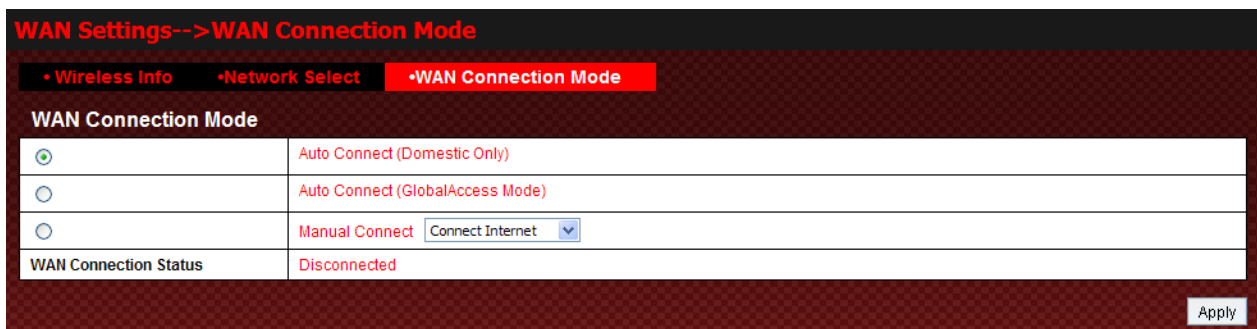 WAN Settings-->WAN Connection Mode
• Wireless Info •Network Select •WAN Connection Mode
WAN Connection Mode
Auto Connect (Domestic Only)
Auto Connect (GlobalAccess Mode)
Manual Connect Connect Internet
WAN Connection Status Disconnected
Apply